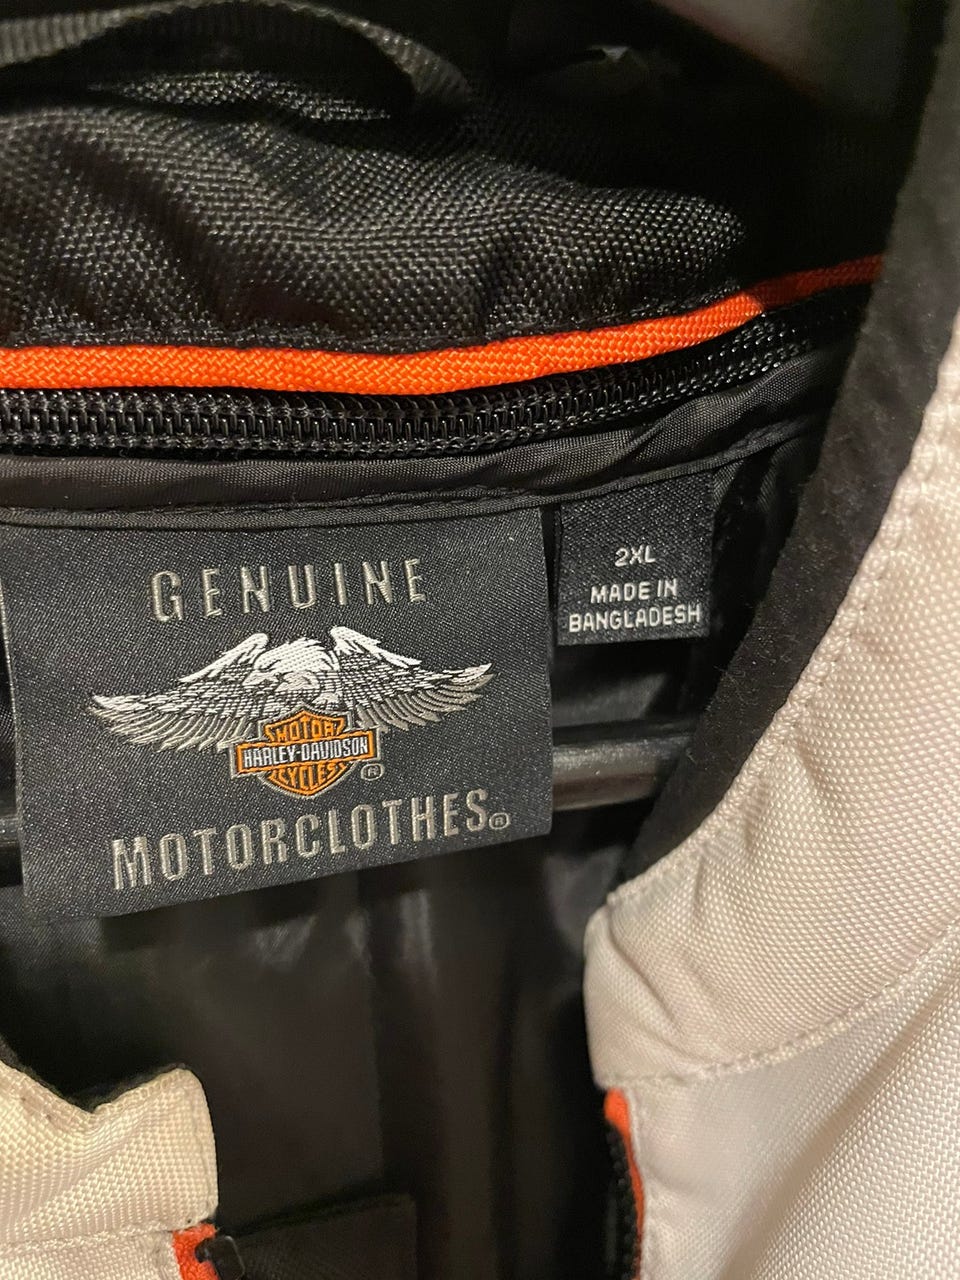 GENUINE
MOTOR
HARLEY-DAVIDSON
CYCLES
®
MOTORCLOTHES®
2XL
MADE IN
BANGLADESH